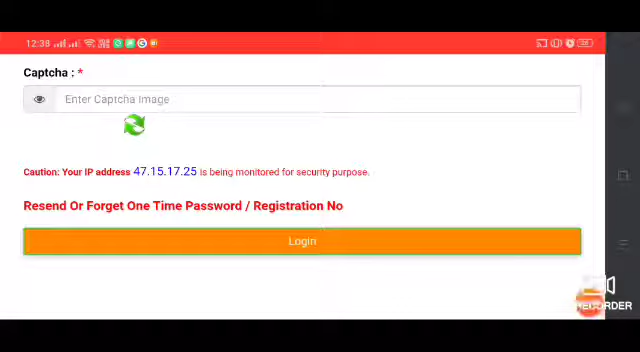 12:38
Captcha : *
Enter Captcha Image
Caution: Your IP address 47.15.17.25 is being monitored for security purpose.
Resend Or Forget One Time Password / Registration No
Login
RECORDER